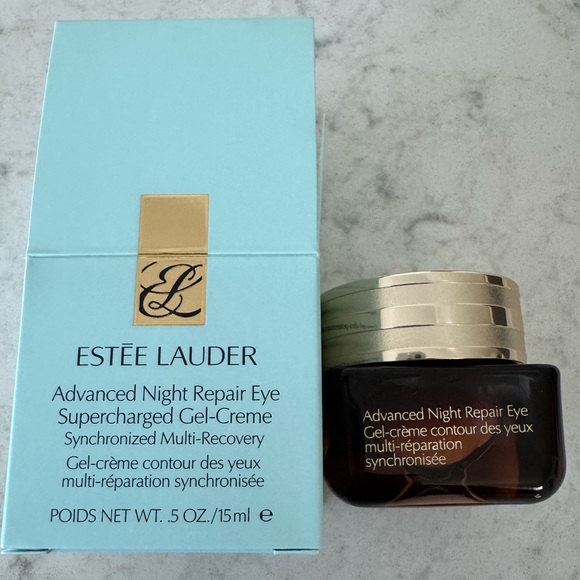 EL
ESTĒE LAUDER
Advanced Night Repair Eye
Supercharged Gel-Creme
Synchronized Multi-Recovery
Gel-crème contour des yeux
multi-réparation synchronisée
POIDS NET WT. .5 OZ./15 ml ℮
Advanced Night Repair Eye
Gel-crème contour des yeux
multi-réparation
synchronisée